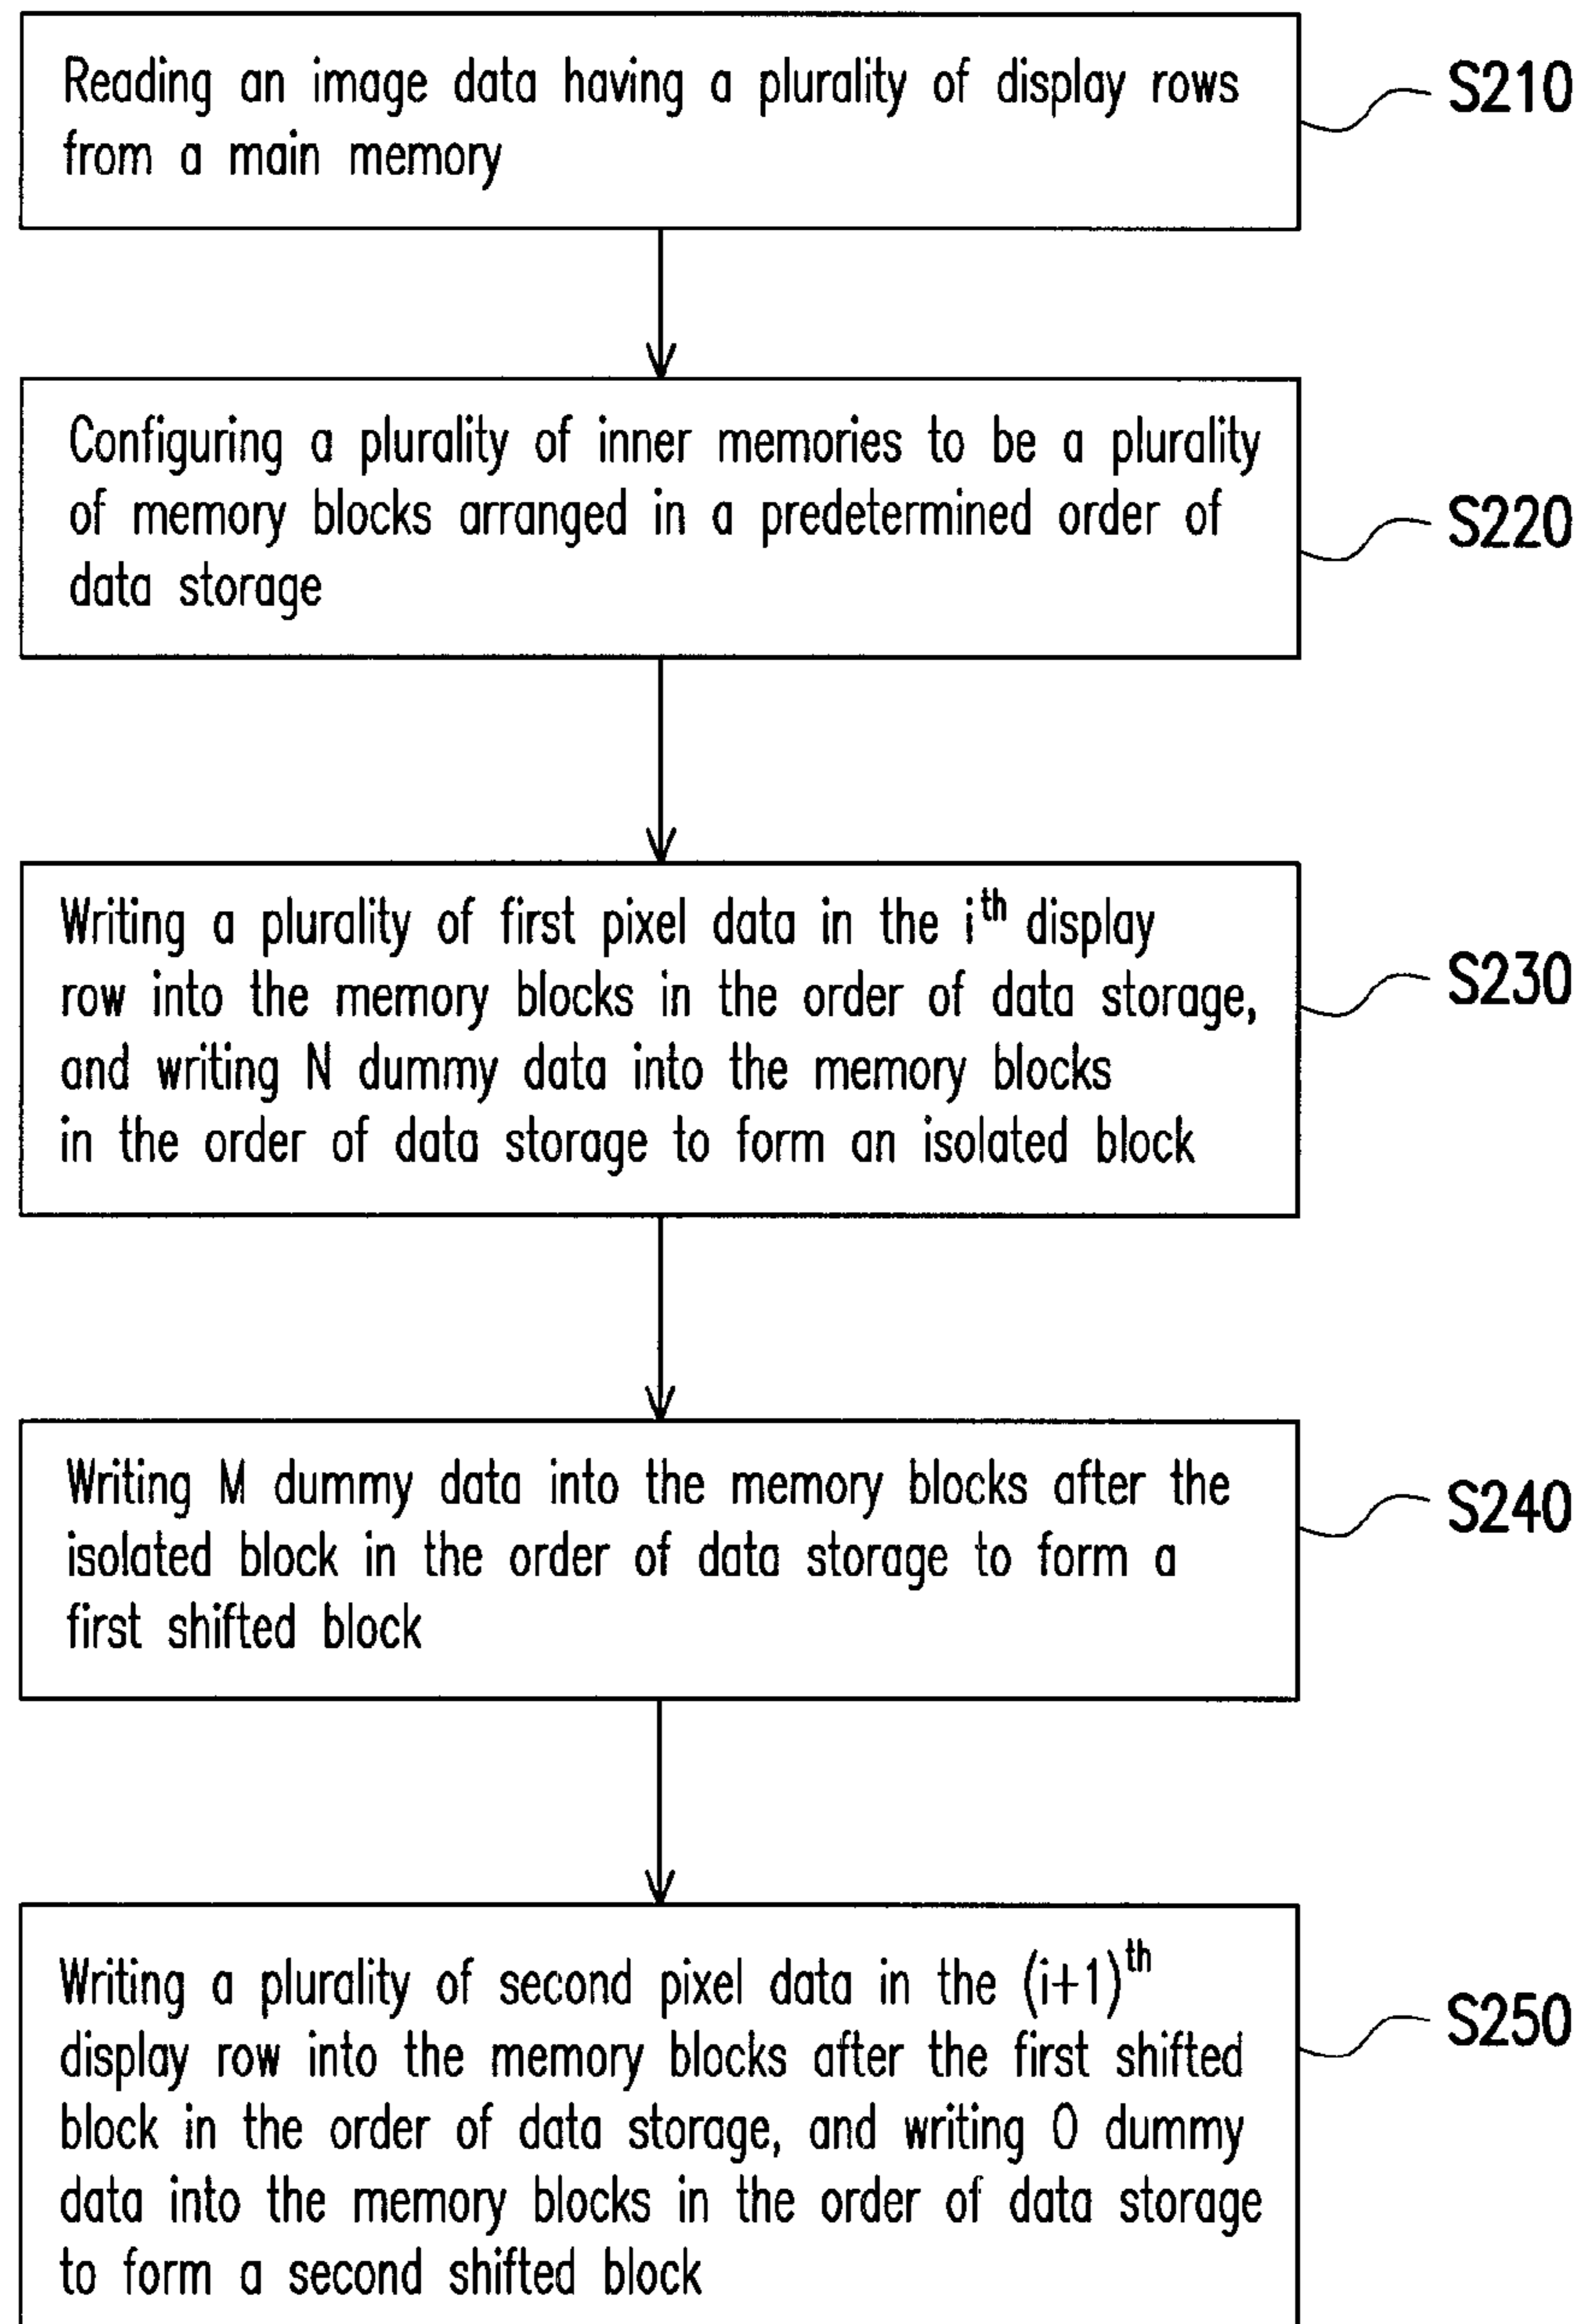 Reading an image data having a plurality of display rows
from a main memory
S210
Configuring a plurality of inner memories to be a plurality
of memory blocks arranged in a predetermined order of
data storage
S220
Writing a plurality of first pixel data in the i^th display
row into the memory blocks in the order of data storage,
and writing N dummy data into the memory blocks
in the order of data storage to form an isolated block
S230
Writing M dummy data into the memory blocks after the
isolated block in the order of data storage to form a
first shifted block
S240
Writing a plurality of second pixel data in the (i+1)^th
display row into the memory blocks after the first shifted
block in the order of data storage, and writing O dummy
data into the memory blocks in the order of data storage
to form a second shifted block
S250